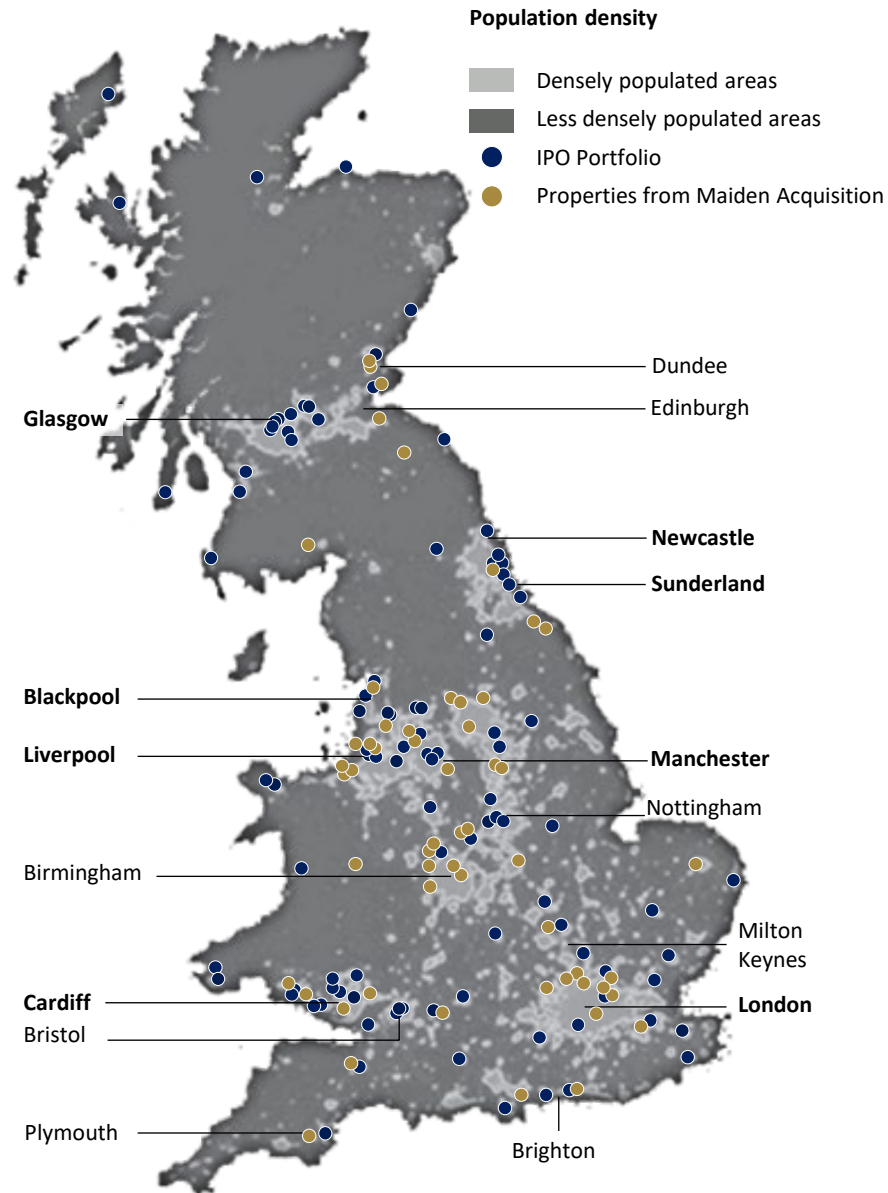 Population density
Densely populated areas
Less densely populated areas
IPO Portfolio
Properties from Maiden Acquisition
Dundee
Edinburgh
Glasgow
Newcastle
Sunderland
Blackpool
Liverpool
Manchester
Nottingham
Birmingham
Milton
Keynes
Cardiff
London
Bristol
Plymouth
Brighton